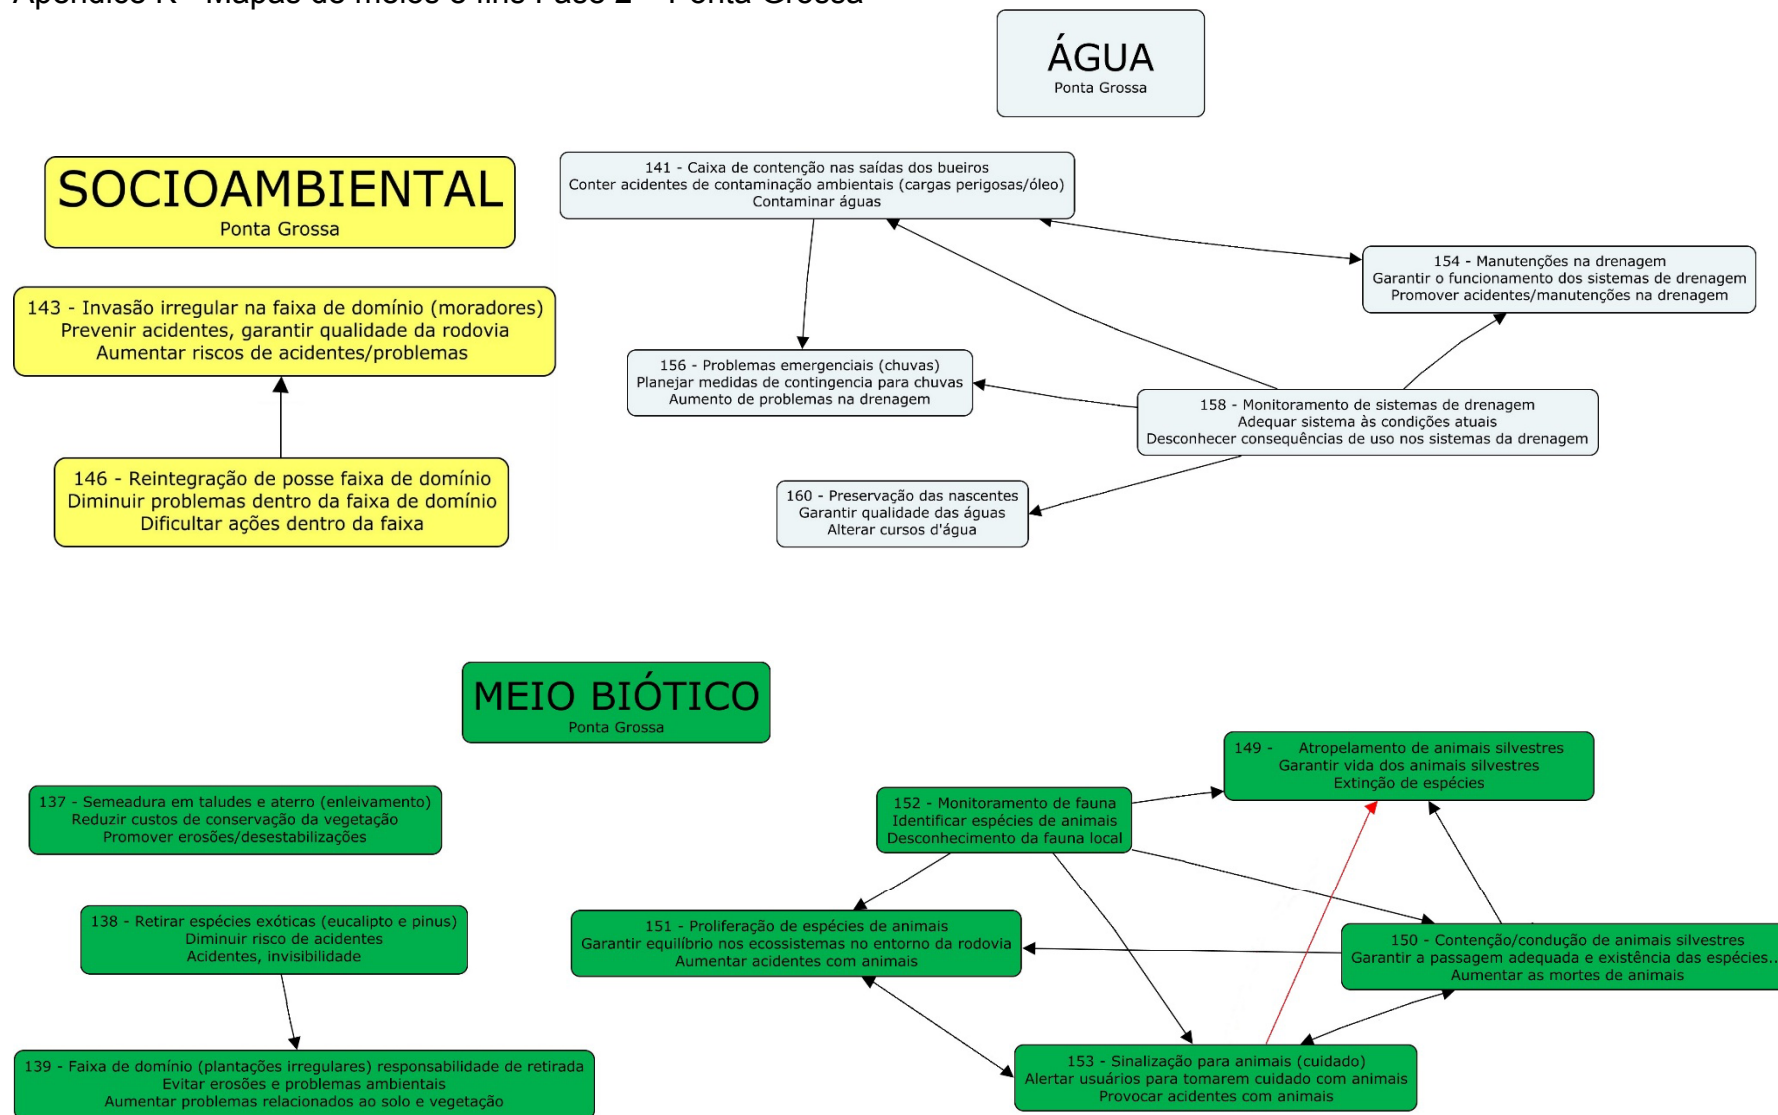 Apêndice K - Mapas de meios e fins Fase 2 – Ponta Grossa
ÁGUA
Ponta Grossa
SOCIOAMBIENTAL
Ponta Grossa
143 - Invasão irregular na faixa de domínio (moradores)
Prevenir acidentes, garantir qualidade da rodovia
Aumentar riscos de acidentes/problemas
146 - Reintegração de posse faixa de domínio
Diminuir problemas dentro da faixa de domínio
Dificultar ações dentro da faixa
141 - Caixa de contenção nas saídas dos bueiros
Conter acidentes de contaminação ambientais (cargas perigosas/óleo)
Contaminar águas
154 - Manutenções na drenagem
Garantir o funcionamento dos sistemas de drenagem
Promover acidentes/manutenções na drenagem
156 - Problemas emergenciais (chuvas)
Planejar medidas de contingencia para chuvas
Aumento de problemas na drenagem
158 - Monitoramento de sistemas de drenagem
Adequar sistema às condições atuais
Desconhecer consequências de uso nos sistemas da drenagem
160 - Preservação das nascentes
Garantir qualidade das águas
Alterar cursos d'água
MEIO BIÓTICO
Ponta Grossa
137 - Semeadura em taludes e aterro (enleivamento)
Reduzir custos de conservação da vegetação
Promover erosões/desestabilizações
138 - Retirar espécies exóticas (eucalipto e pinus)
Diminuir risco de acidentes
Acidentes, invisibilidade
139 - Faixa de domínio (plantações irregulares) responsabilidade de retirada
Evitar erosões e problemas ambientais
Aumentar problemas relacionados ao solo e vegetação
149 - Atropelamento de animais silvestres
Garantir vida dos animais silvestres
Extinção de espécies
152 - Monitoramento de fauna
Identificar espécies de animais
Desconhecimento da fauna local
151 - Proliferação de espécies de animais
Garantir equilíbrio nos ecossistemas no entorno da rodovia
Aumentar acidentes com animais
150 - Contenção/condução de animais silvestres
Garantir a passagem adequada e existência das espécies..
Aumentar as mortes de animais
153 - Sinalização para animais (cuidado)
Alertar usuários para tomarem cuidado com animais
Provocar acidentes com animais